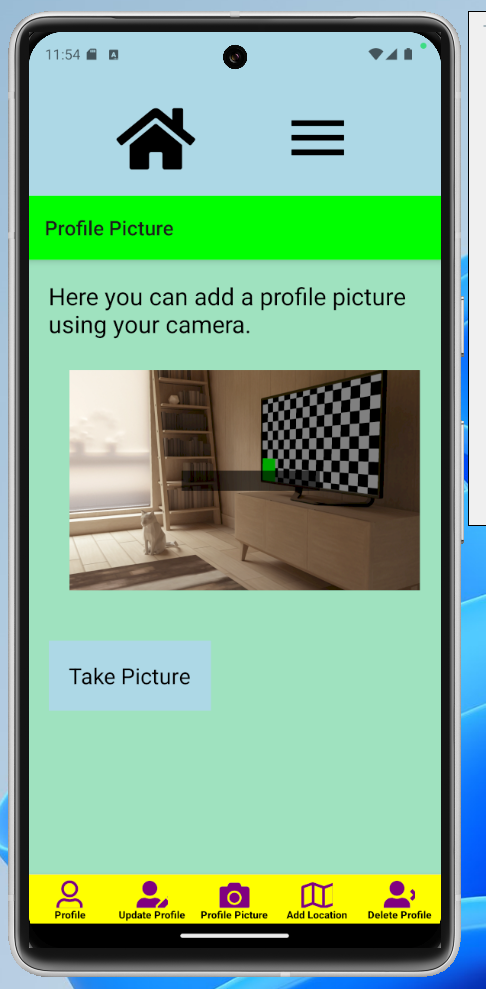 11:54
A
Profile Picture
Here you can add a profile picture
using your camera.
Take Picture
Profile
Update Profile
Profile Picture
Add Location
Delete Profile